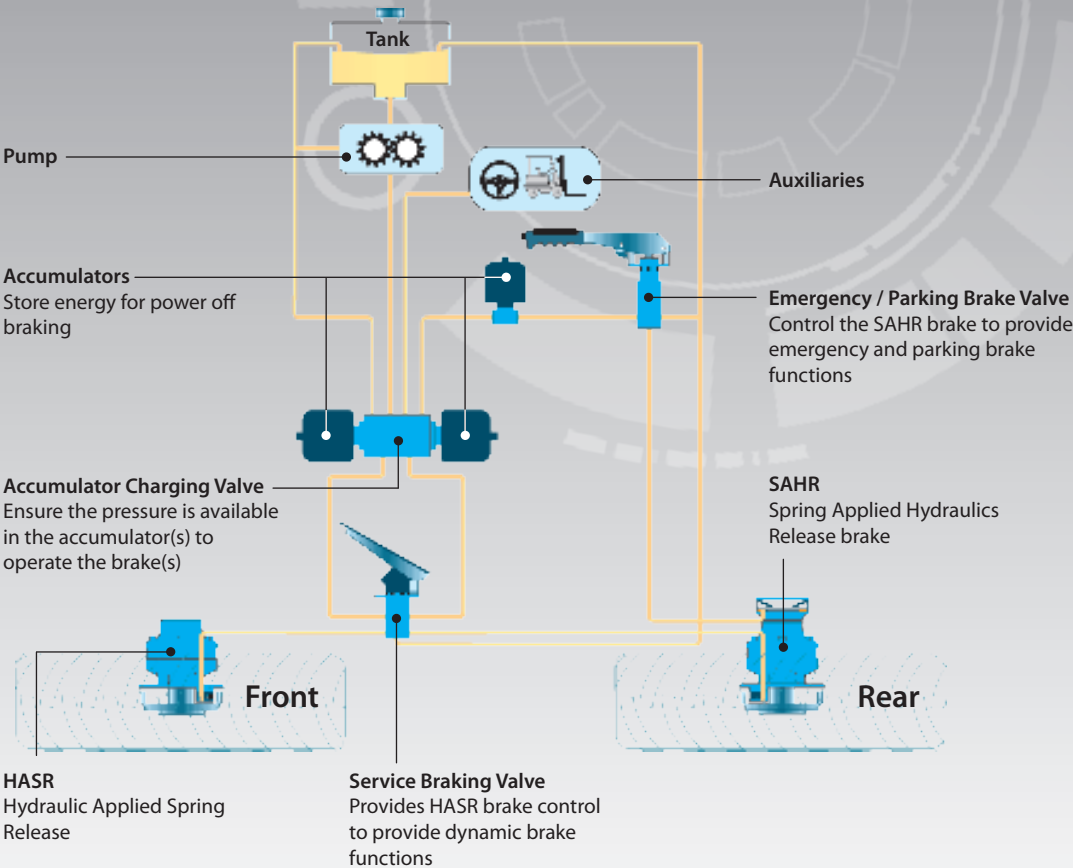 Tank
Pump
Auxiliaries
Accumulators
Store energy for power off
braking
Emergency / Parking Brake Valve
Control the SAHR brake to provide
emergency and parking brake
functions
Accumulator Charging Valve
Ensure the pressure is available
in the accumulator(s) to
operate the brake(s)
SAHR
Spring Applied Hydraulics
Release brake
Front
Rear
HASR
Hydraulic Applied Spring
Release
Service Braking Valve
Provides HASR brake control
to provide dynamic brake
functions